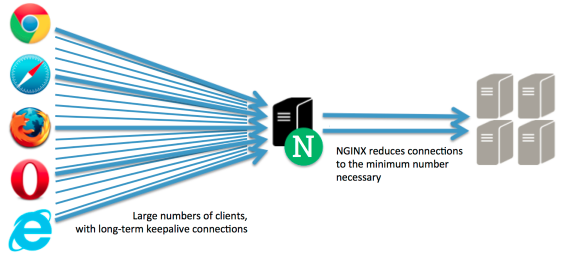 N
NGINX reduces connections
to the minimum number
necessary
Large numbers of clients,
with long-term keepalive connections